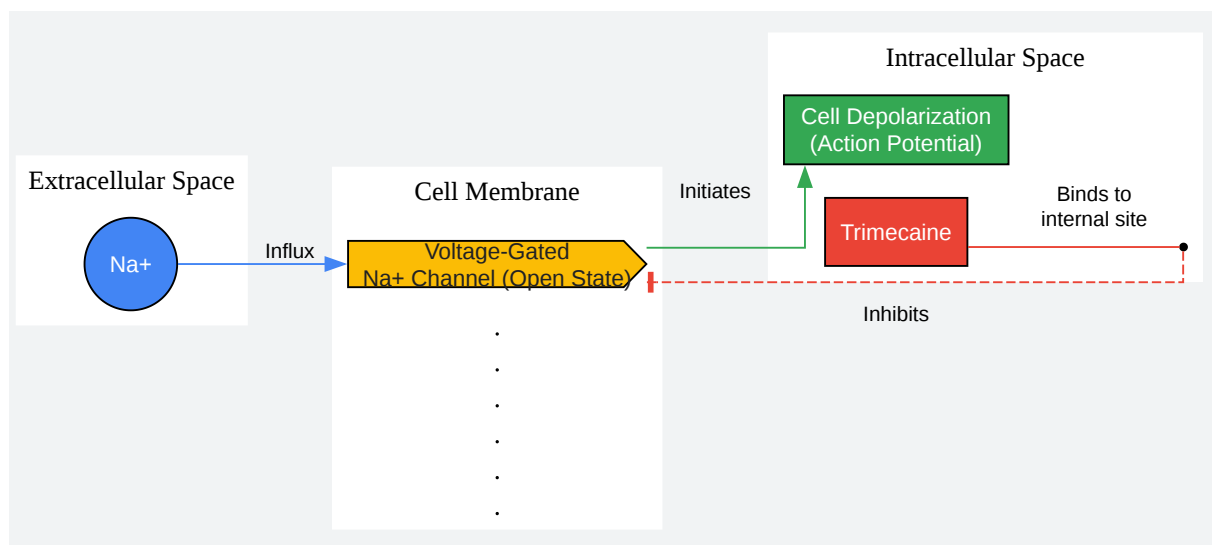 Extracellular Space
Na+
Influx
Cell Membrane
Voltage-Gated
Na+ Channel (Open State)
.
.
.
.
.
.
Initiates
Intracellular Space
Cell Depolarization
(Action Potential)
Trimecaine
Binds to
internal site
Inhibits